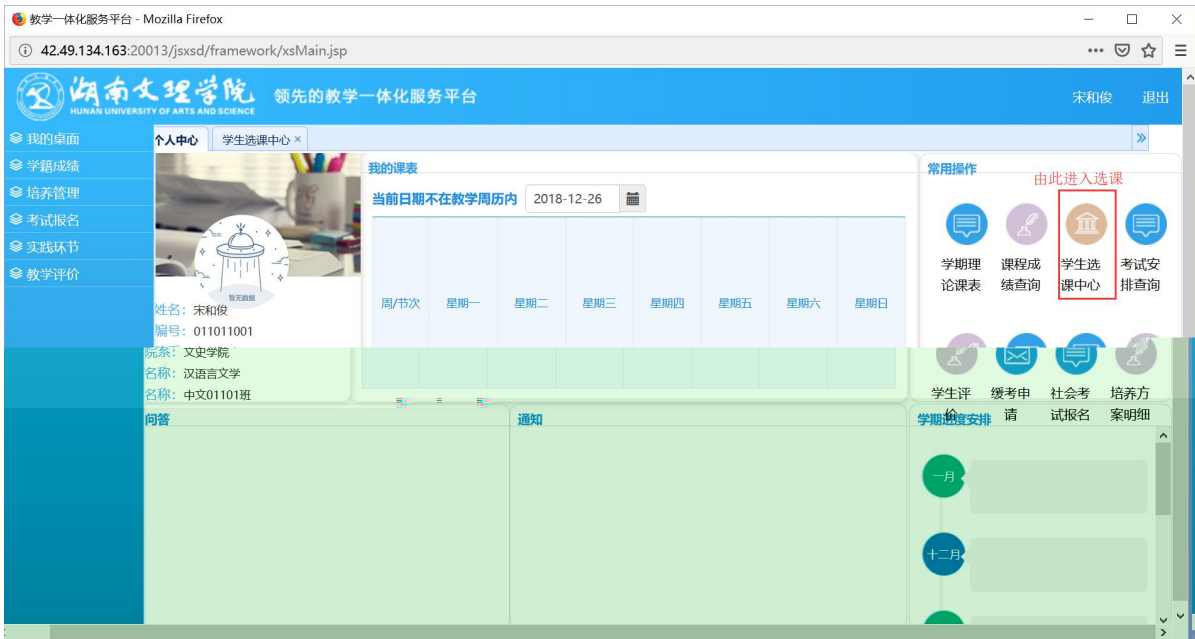 教学一体化服务平台 - Mozilla Firefox
42.49.134.163:20013/jsxsd/framework/xsMain.jsp
湖南文理学院
HUNAN UNIVERSITY OF ARTS AND SCIENCE
领先的教学一体化服务平台
宋和俊 退出
我的桌面
学籍成绩
培养管理
考试报名
实践环节
教学评价
个人中心 学生选课中心 ×
暂无数据
姓名：宋和俊
编号：011011001
院系：文史学院
名称：汉语言文学
名称：中文01101班
我的课表
当前日期不在教学周历内 2018-12-26
周/节次 星期一 星期二 星期三 星期四 星期五 星期六 星期日
常用操作
由此进入选课
学期理论课表
课程成绩查询
学生选课中心
考试安排查询
学生评价
缓考申请
社会考试报名
培养方案明细
问答
通知
学期进度安排
一月
十二月